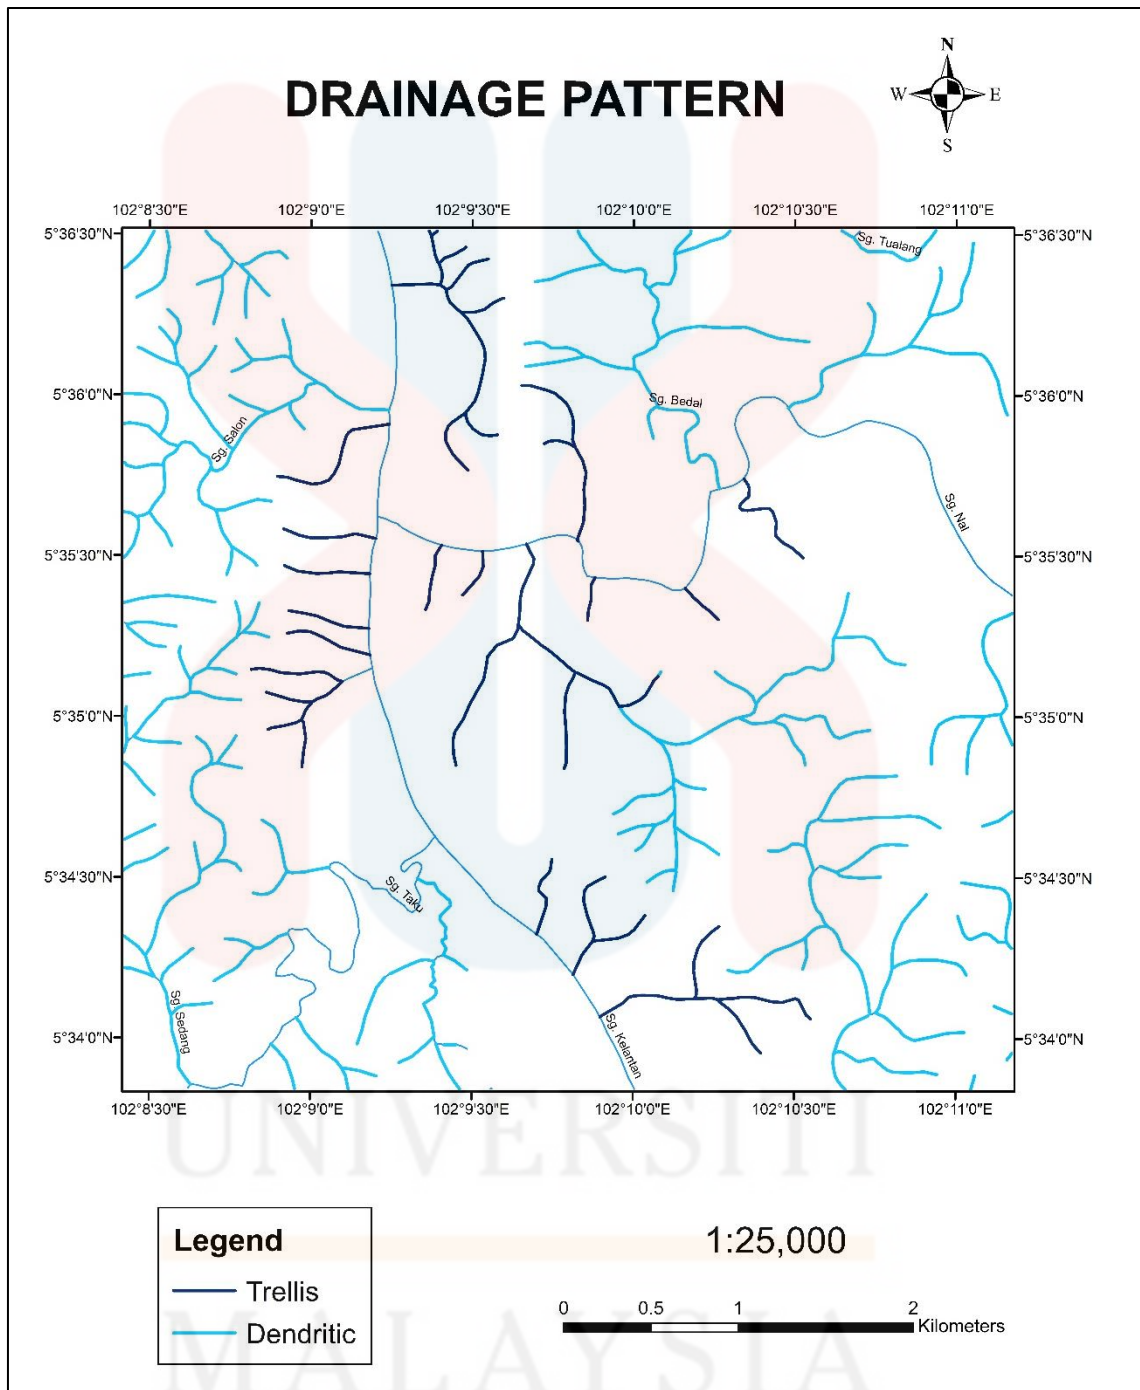 DRAINAGE PATTERN
N
W E
S
102°8'30"E 102°9'0"E 102°9'30"E 102°10'0"E 102°10'30"E 102°11'0"E
5°36'30"N 5°36'30"N
Sg. Tualang
5°36'0"N 5°36'0"N
Sg. Bedal
Sg. Salon
Sg. Nal
5°35'30"N 5°35'30"N
5°35'0"N 5°35'0"N
5°34'30"N 5°34'30"N
Sg. Taku
Sg. Sedang
Sg. Kelantan
5°34'0"N 5°34'0"N
102°8'30"E 102°9'0"E 102°9'30"E 102°10'0"E 102°10'30"E 102°11'0"E
UNIVERSITI
Legend
1:25,000
Trellis
Dendritic
0 0.5 1 2
Kilometers
MALAYSIA